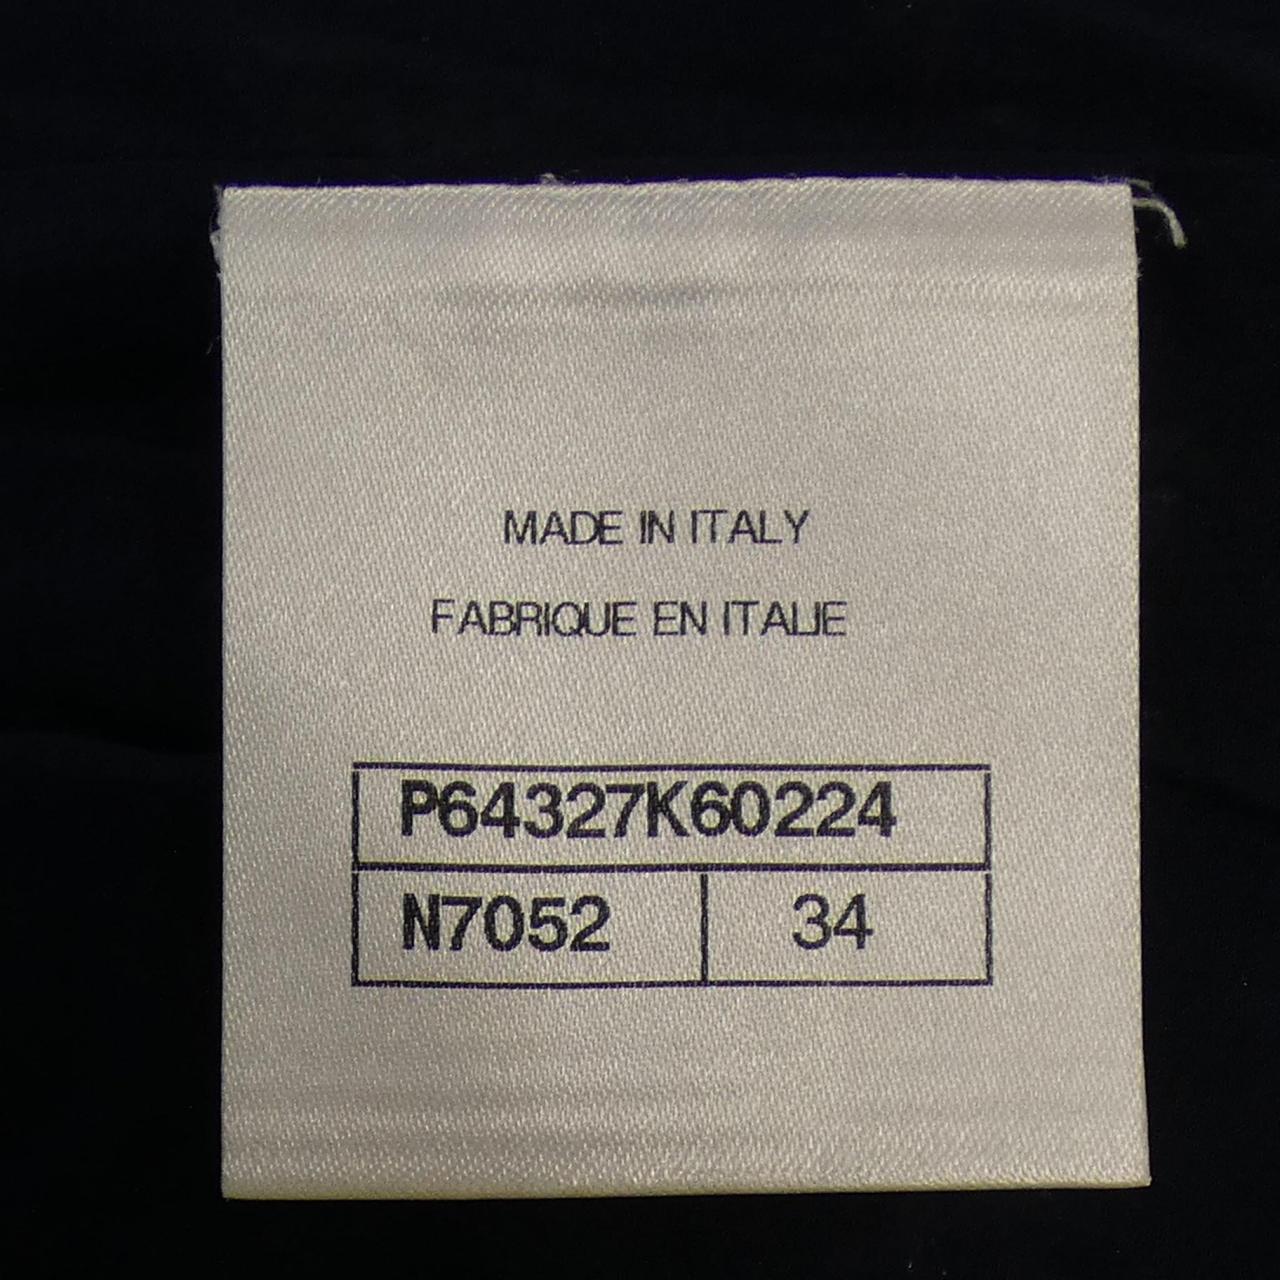 MADE IN ITALY
FABRIQUE EN ITALIE
P64327K60224
N7052 34